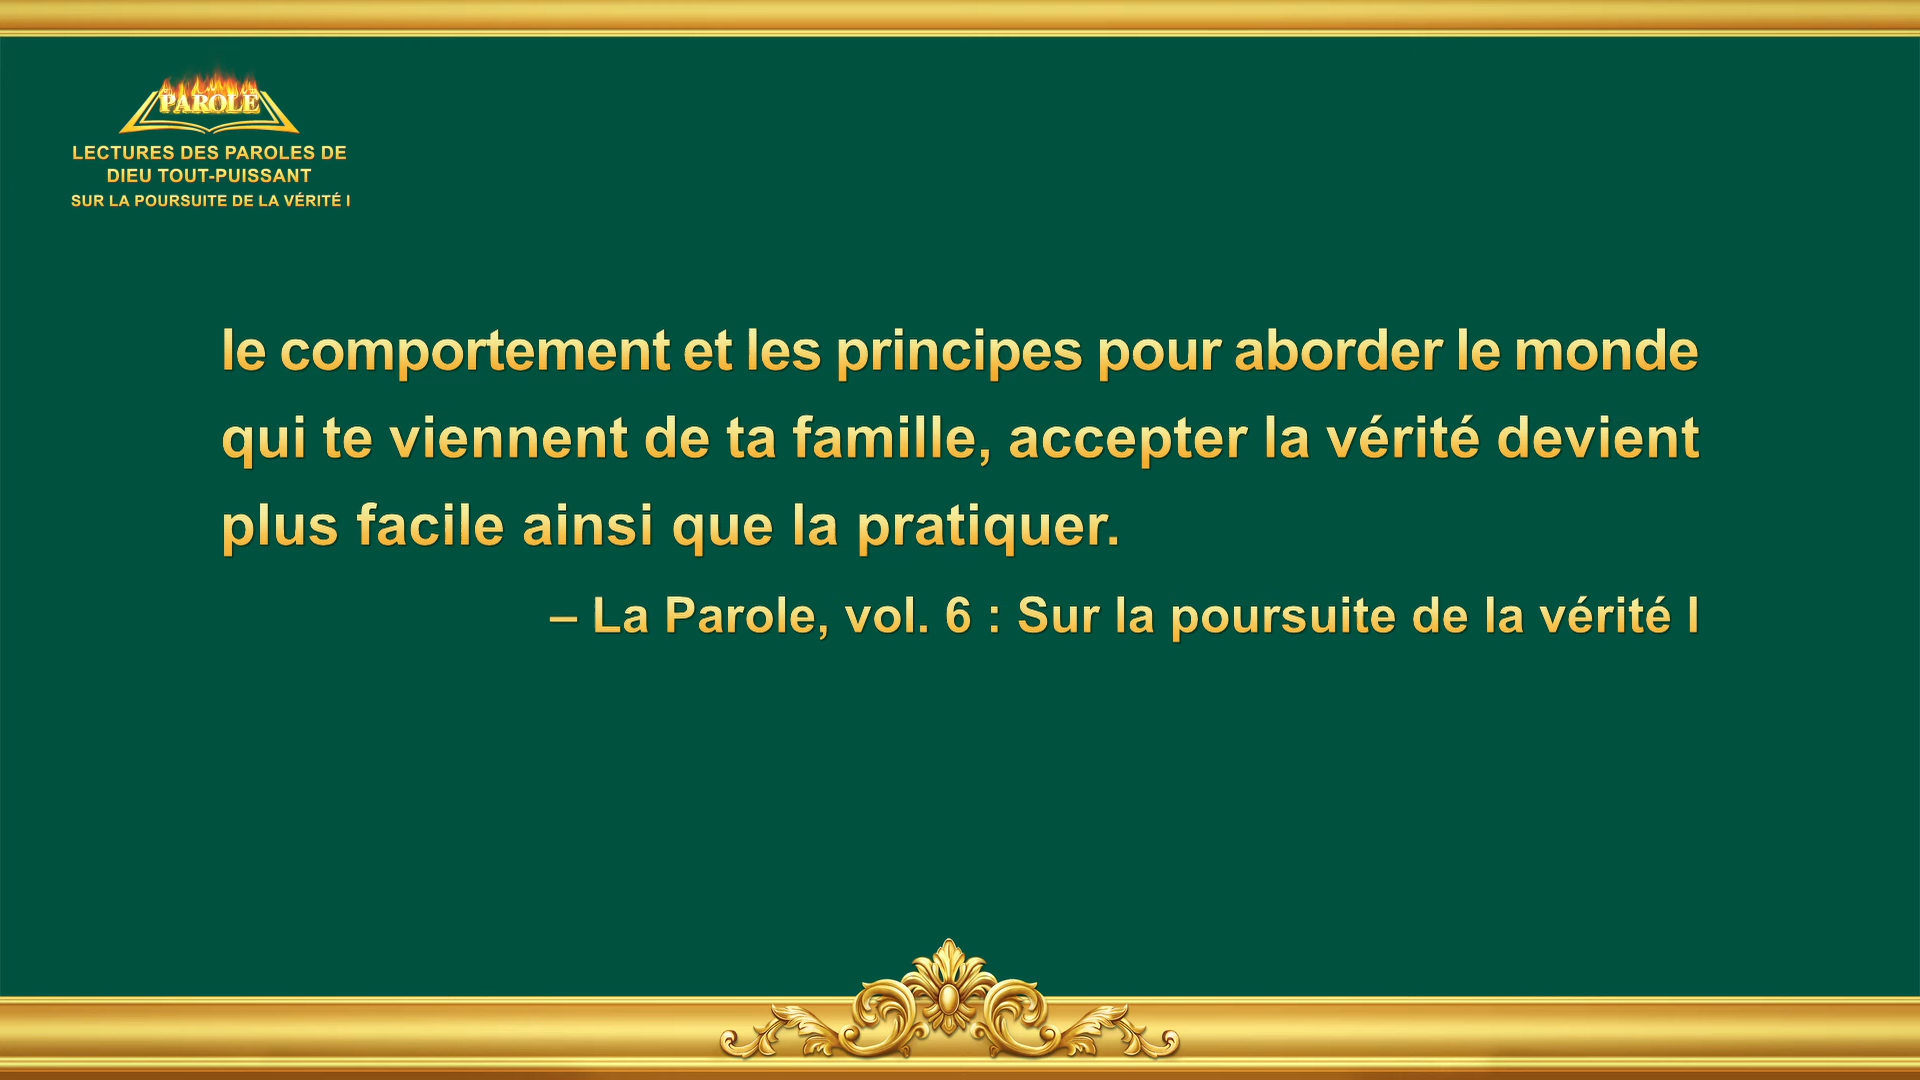 PAROLE
LECTURES DES PAROLES DE
DIEU TOUT-PUISSANT
SUR LA POURSUITE DE LA VÉRITÉ I
le comportement et les principes pour aborder le monde
qui te viennent de ta famille, accepter la vérité devient
plus facile ainsi que la pratiquer.
– La Parole, vol. 6 : Sur la poursuite de la vérité I